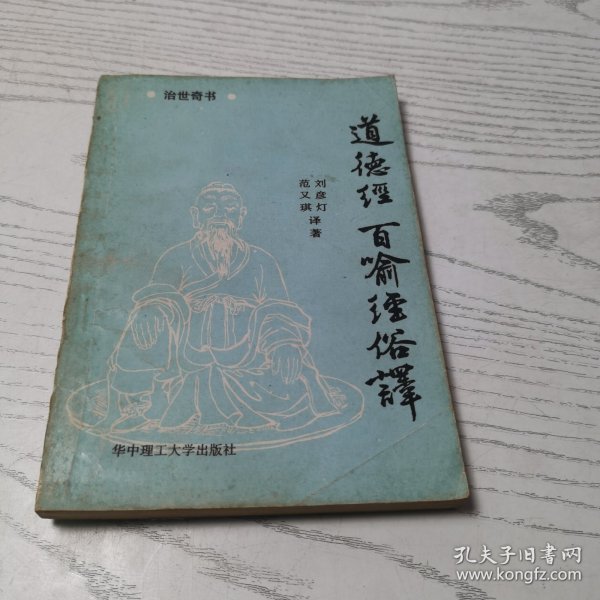 治世奇书
道德經 百喻經俗譯
刘彦灯
范又琪 译著
华中理工大学出版社
孔夫子旧书网
www.kongfz.com